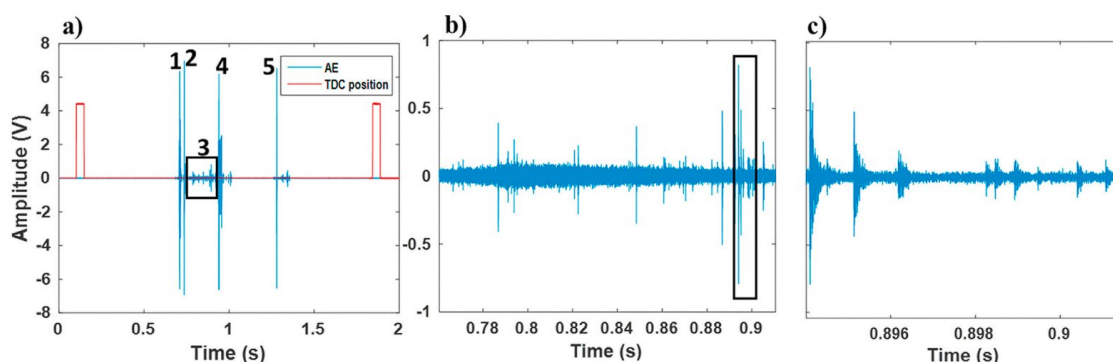 a)
8
6
4
2
0
-2
-4
-6
-8
Amplitude (V)
1 2
4
5
3
AE
TDC position
0 0.5 1 1.5 2
Time (s)
b)
1
0.5
0
-0.5
-1
0.78 0.8 0.82 0.84 0.86 0.88 0.9
Time (s)
c)
0.896 0.898 0.9
Time (s)